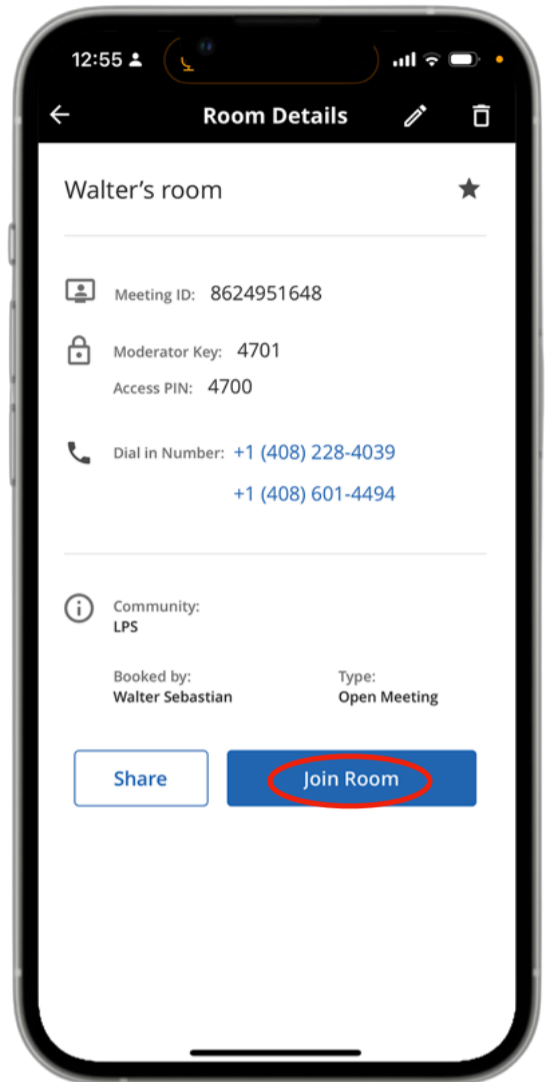 12:55
Room Details
Walter’s room
Meeting ID: 8624951648
Moderator Key: 4701
Access PIN: 4700
Dial in Number: +1 (408) 228-4039
+1 (408) 601-4494
Community:
LPS
Booked by: Type:
Walter Sebastian Open Meeting
Share Join Room